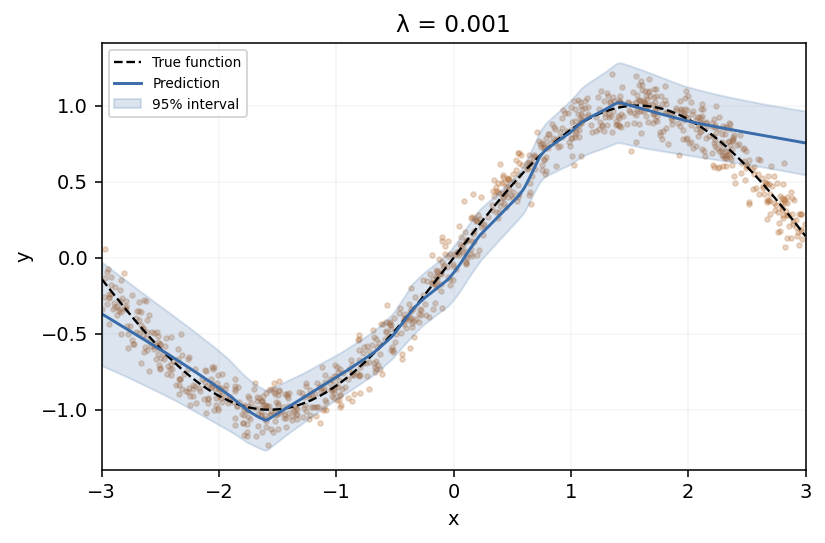 λ = 0.001
True function
Prediction
95% interval
1.0
0.5
0.0
−0.5
−1.0
y
−3
−2
−1
0
1
2
3
x